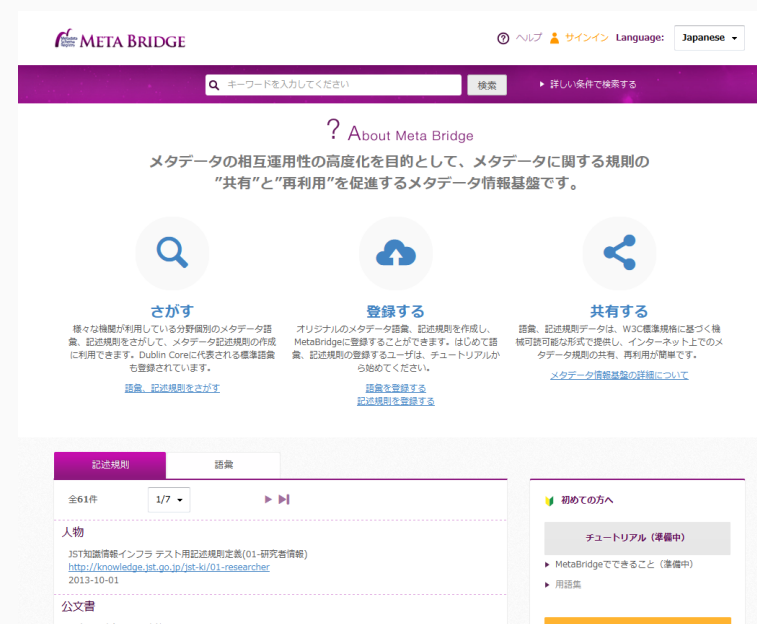 Metadata Schema Registry META BRIDGE
ヘルプ サインイン Language: Japanese
キーワードを入力してください 検索 詳しい条件で検索する
? About Meta Bridge
メタデータの相互運用性の高度化を目的として、メタデータに関する規則の
”共有”と”再利用”を促進するメタデータ情報基盤です。
さがす
様々な機関が利用している分野個別のメタデータ語
彙、記述規則をさがして、メタデータ記述規則の作成
に利用できます。Dublin Coreに代表される標準語彙
も登録されています。
語彙、記述規則をさがす
登録する
オリジナルのメタデータ語彙、記述規則を作成し、
MetaBridgeに登録することができます。はじめて語
彙、記述規則の登録するユーザは、チュートリアルか
ら始めてください。
語彙を登録する
記述規則を登録する
共有する
語彙、記述規則データは、W3C標準規格に基づく機
械可読可能な形式で提供し、インターネット上でのメ
タデータ規則の共有、再利用が簡単です。
メタデータ情報基盤の詳細について
記述規則 語彙
全61件 1/7
人物
JST知識情報インフラ テスト用記述規則定義(01-研究者情報)
http://knowledge.jst.go.jp/jst-ki/01-researcher
2013-10-01
公文書
初めての方へ
チュートリアル（準備中）
MetaBridgeでできること（準備中）
用語集